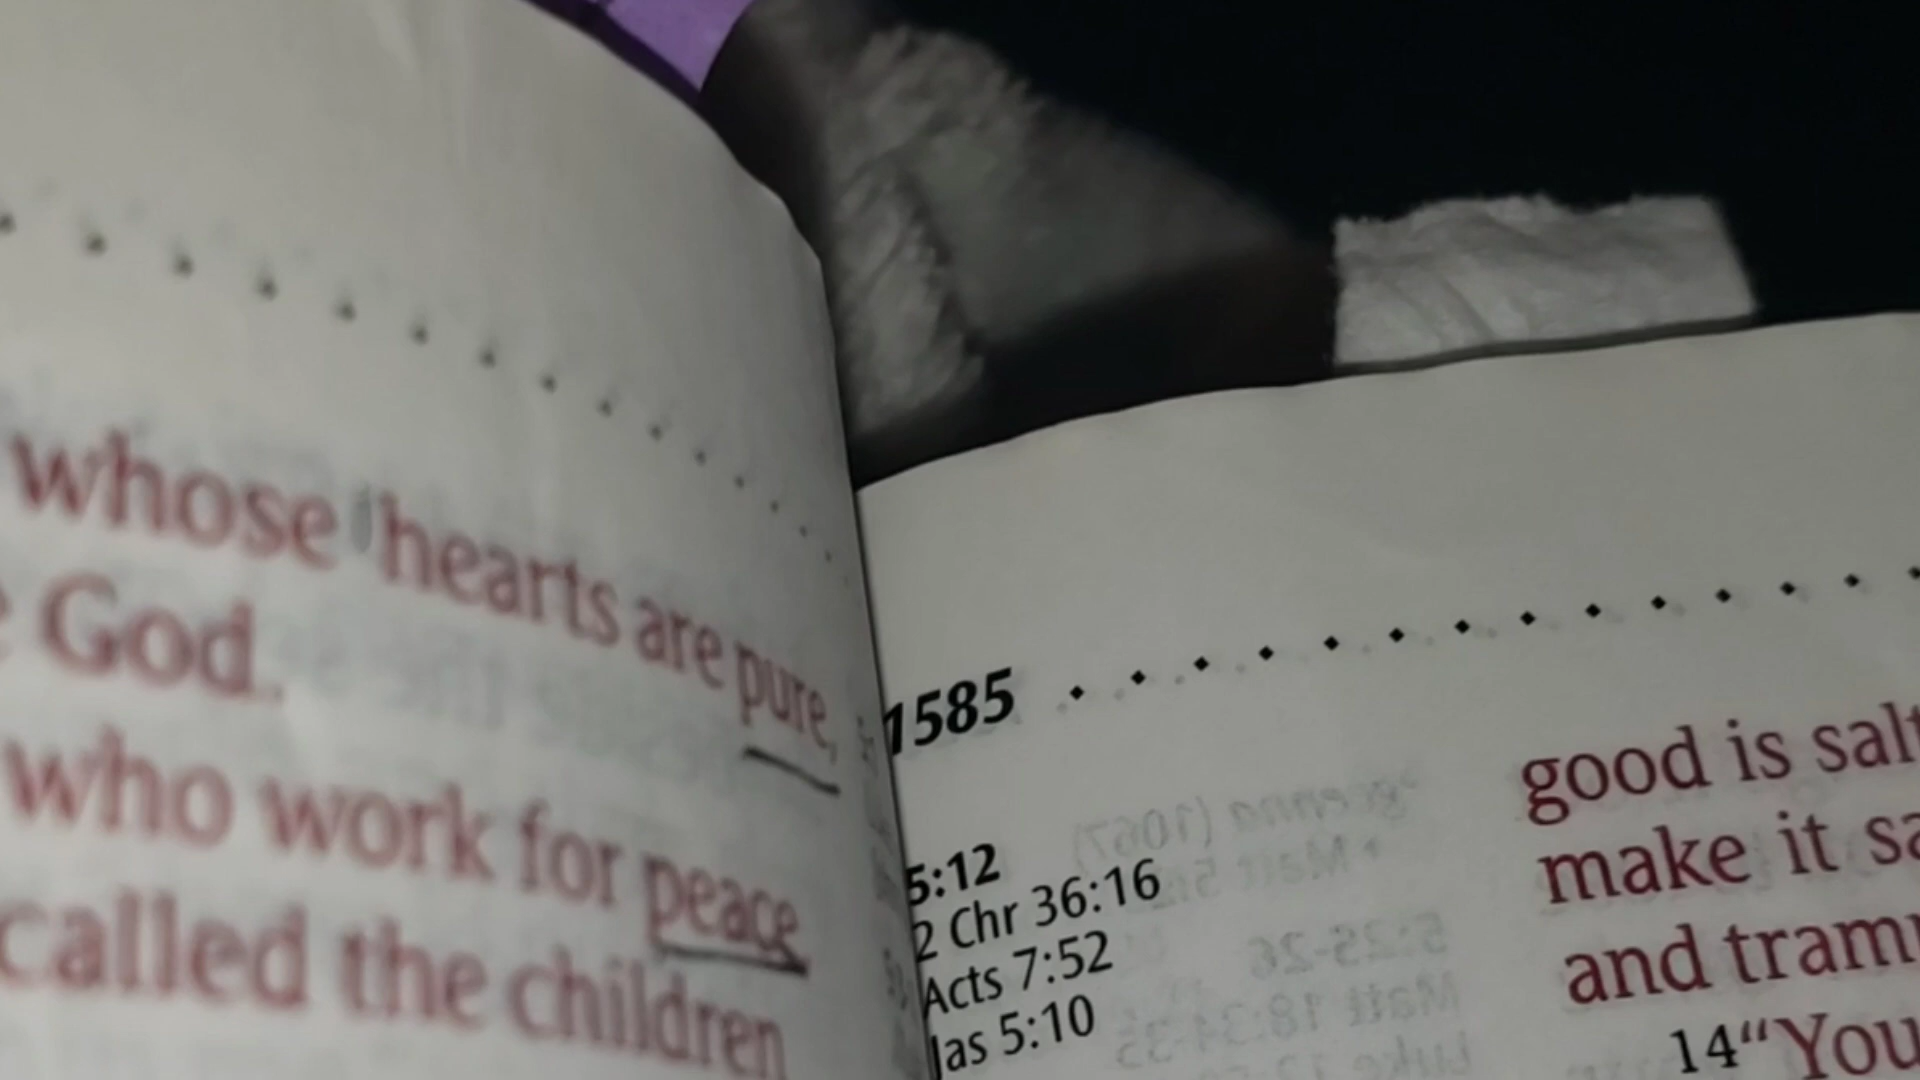 whose hearts are pure,
God.
who work for peace
called the children
1585
5:12
2 Chr 36:16
Acts 7:52
Jas 5:10
good is salt
make it sa
and tram
14 “You